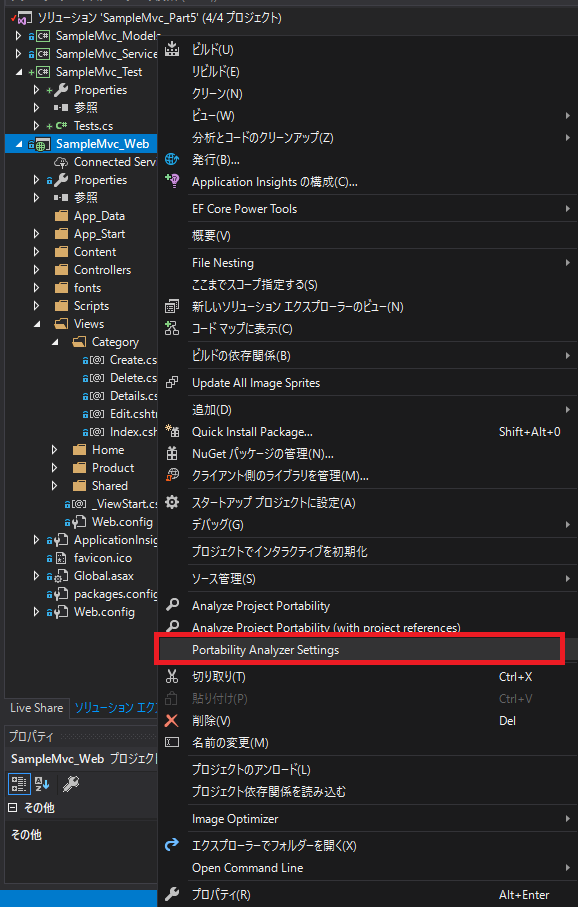 ソリューション 'SampleMvc_Part5' (4/4 プロジェクト)
SampleMvc_Model
SampleMvc_Service
SampleMvc_Test
Properties
参照
Tests.cs
SampleMvc_Web
Connected Serv
Properties
参照
App_Data
App_Start
Content
Controllers
fonts
Scripts
Views
Category
Create.cs
Delete.cs
Details.cs
Edit.cshtm
Index.csh
Home
Product
Shared
_ViewStart.cs
Web.config
ApplicationInsig
favicon.ico
Global.asax
packages.config
Web.config
Live Share
ソリューション エクス
プロパティ
SampleMvc_Web プロジェクト
その他
その他
ビルド(U)
リビルド(E)
クリーン(N)
ビュー(W)
分析とコードのクリーンアップ(Z)
発行(B)...
Application Insights の構成(C)...
EF Core Power Tools
概要(V)
File Nesting
ここまでスコープ指定する(S)
新しいソリューション エクスプローラーのビュー(N)
コード マップに表示(C)
ビルドの依存関係(B)
Update All Image Sprites
追加(D)
Quick Install Package... Shift+Alt+0
NuGet パッケージの管理(N)...
クライアント側のライブラリを管理(M)...
スタートアップ プロジェクトに設定(A)
デバッグ(G)
プロジェクトでインタラクティブを初期化
ソース管理(S)
Analyze Project Portability
Analyze Project Portability (with project references)
Portability Analyzer Settings
切り取り(T) Ctrl+X
貼り付け(P) Ctrl+V
削除(V) Del
名前の変更(M)
プロジェクトのアンロード(L)
プロジェクト依存関係を読み込む
Image Optimizer
エクスプローラーでフォルダーを開く(X)
Open Command Line
プロパティ(R) Alt+Enter